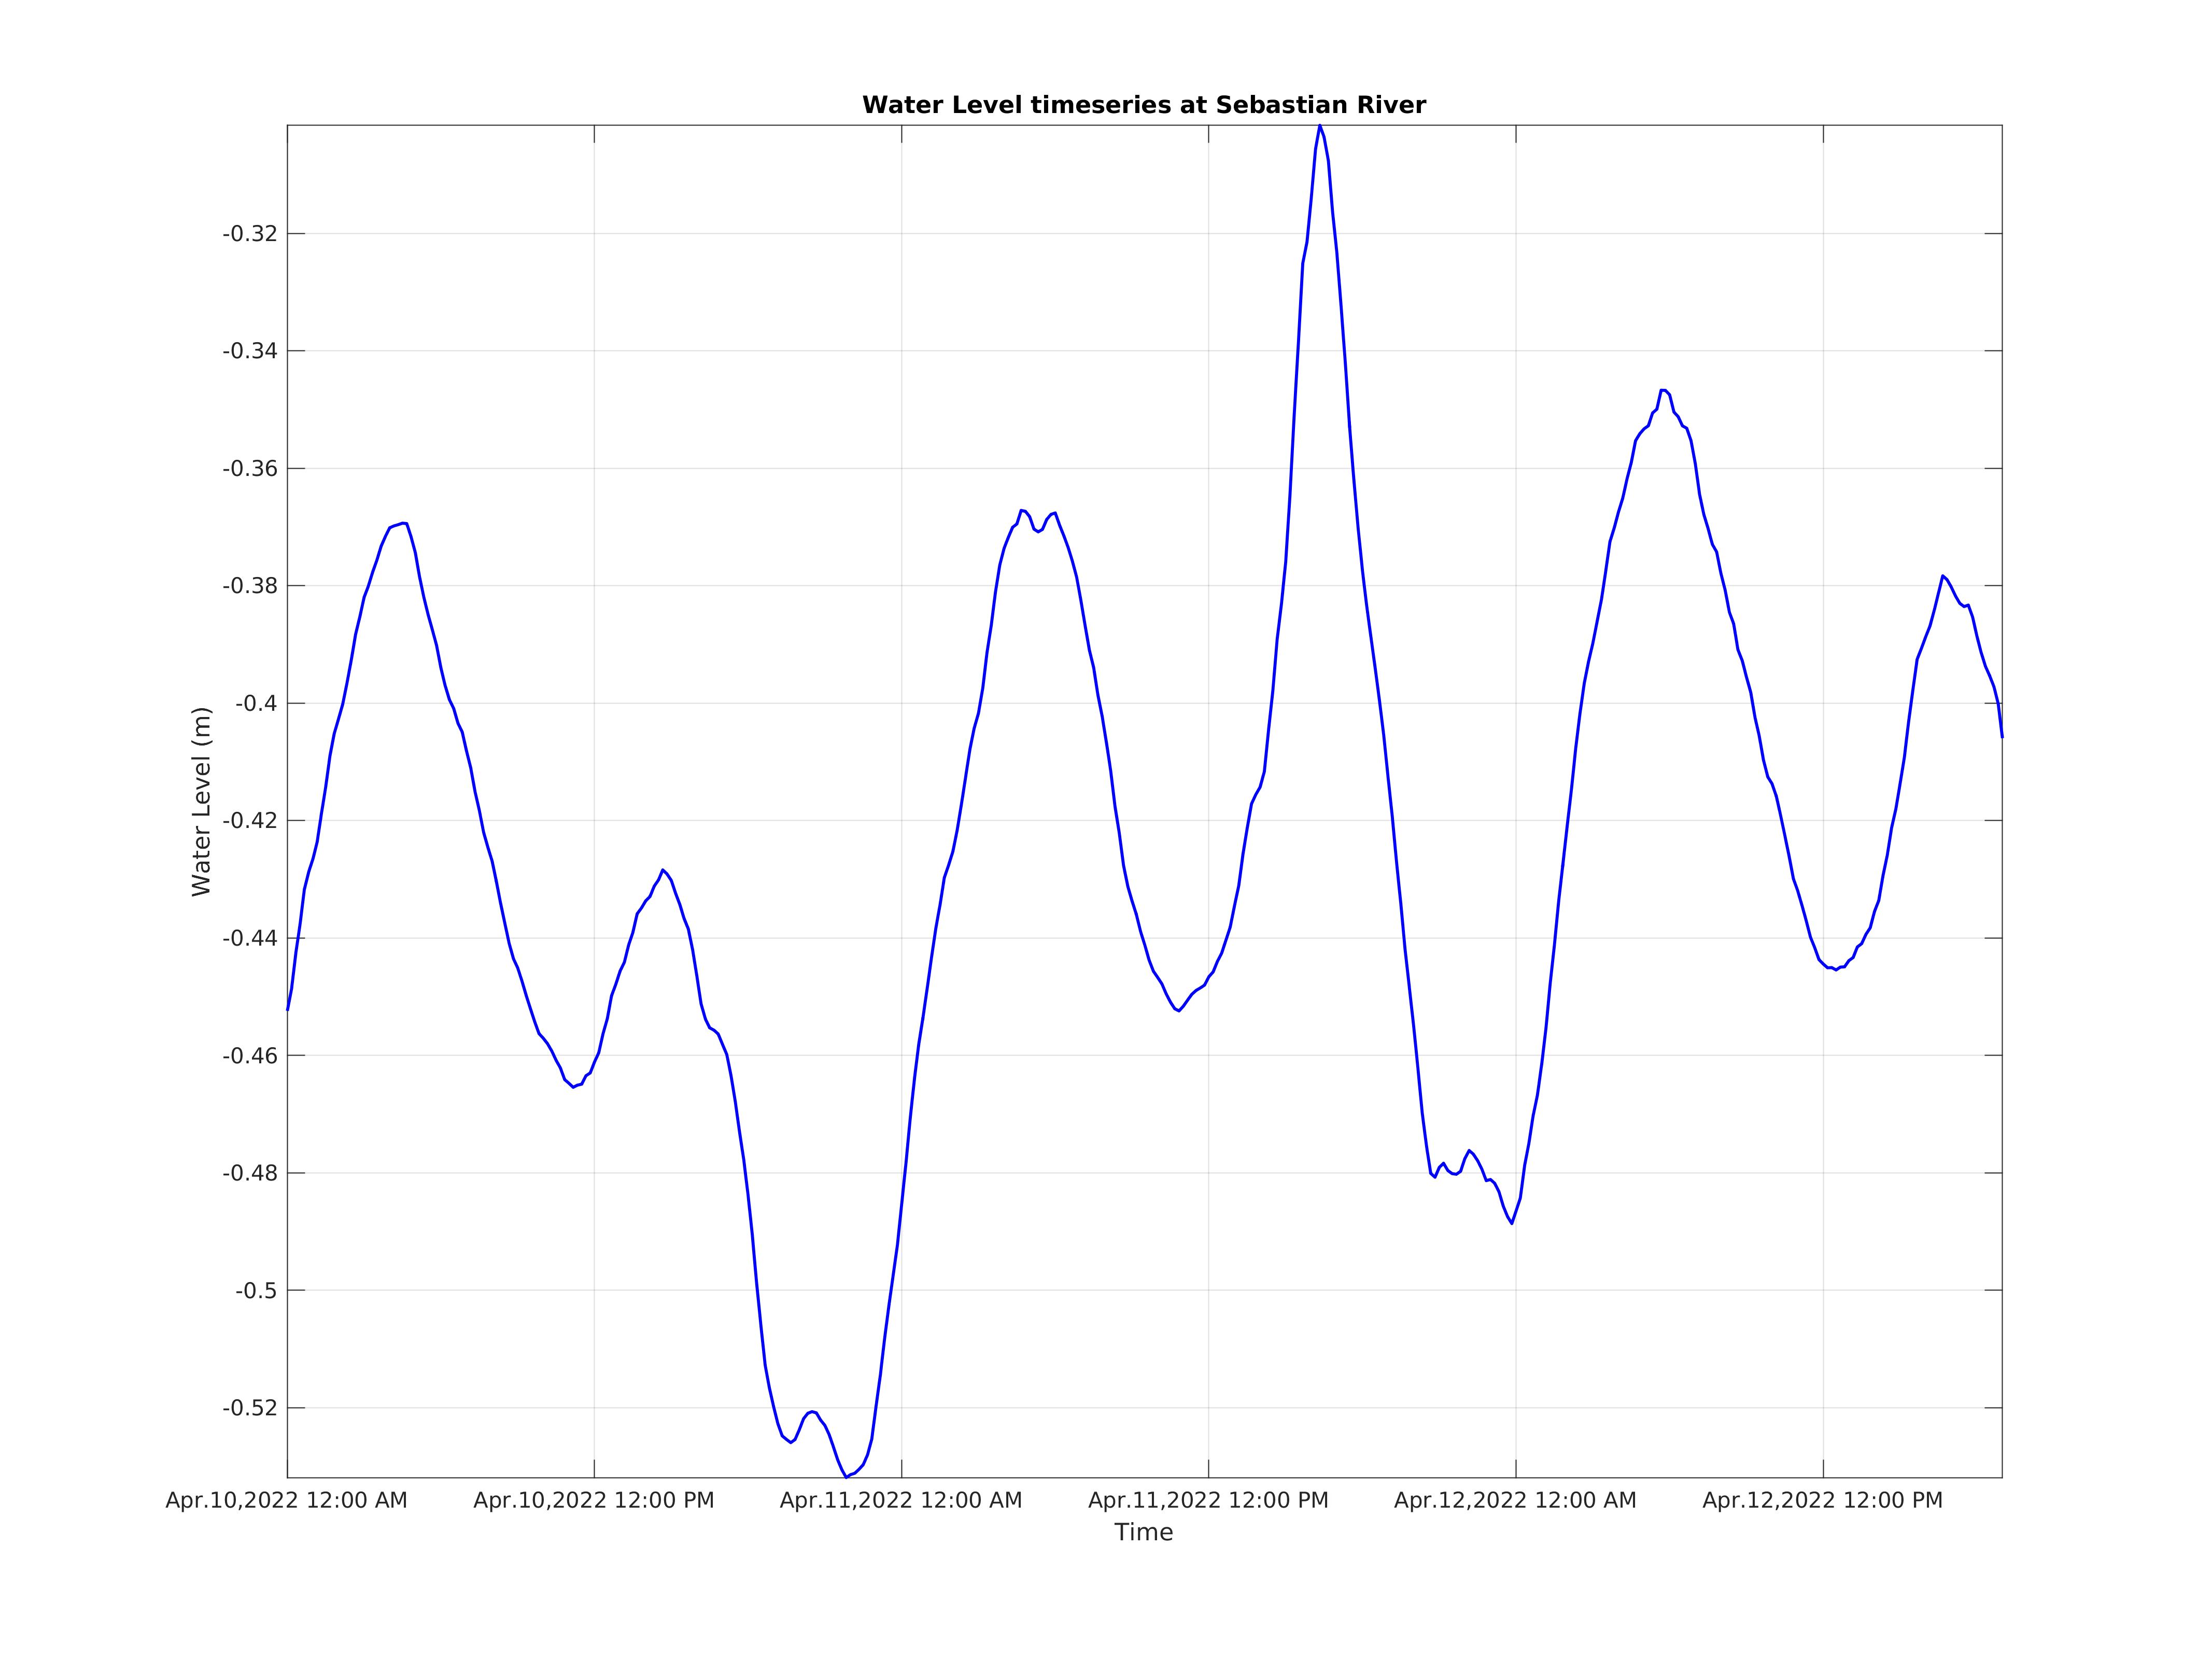 Water Level timeseries at Sebastian River
-0.32
-0.34
-0.36
-0.38
-0.4
-0.42
-0.44
-0.46
-0.48
-0.5
-0.52
Water Level (m)
Apr.10,2022 12:00 AM Apr.10,2022 12:00 PM Apr.11,2022 12:00 AM Apr.11,2022 12:00 PM Apr.12,2022 12:00 AM Apr.12,2022 12:00 PM
Time